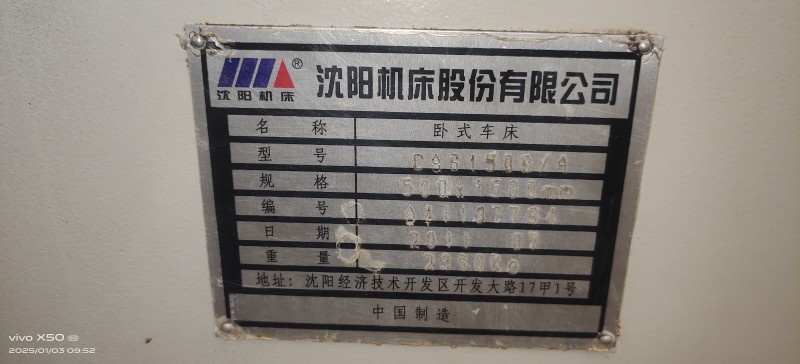 ® 沈阳机床股份有限公司
沈阳机床
名称 卧式车床
型号
规格
编号
日期 2011 07
重量
地址: 沈阳经济技术开发区开发大路17甲1号
中国制造
vivo X50 5G
2025/01/03 09:52